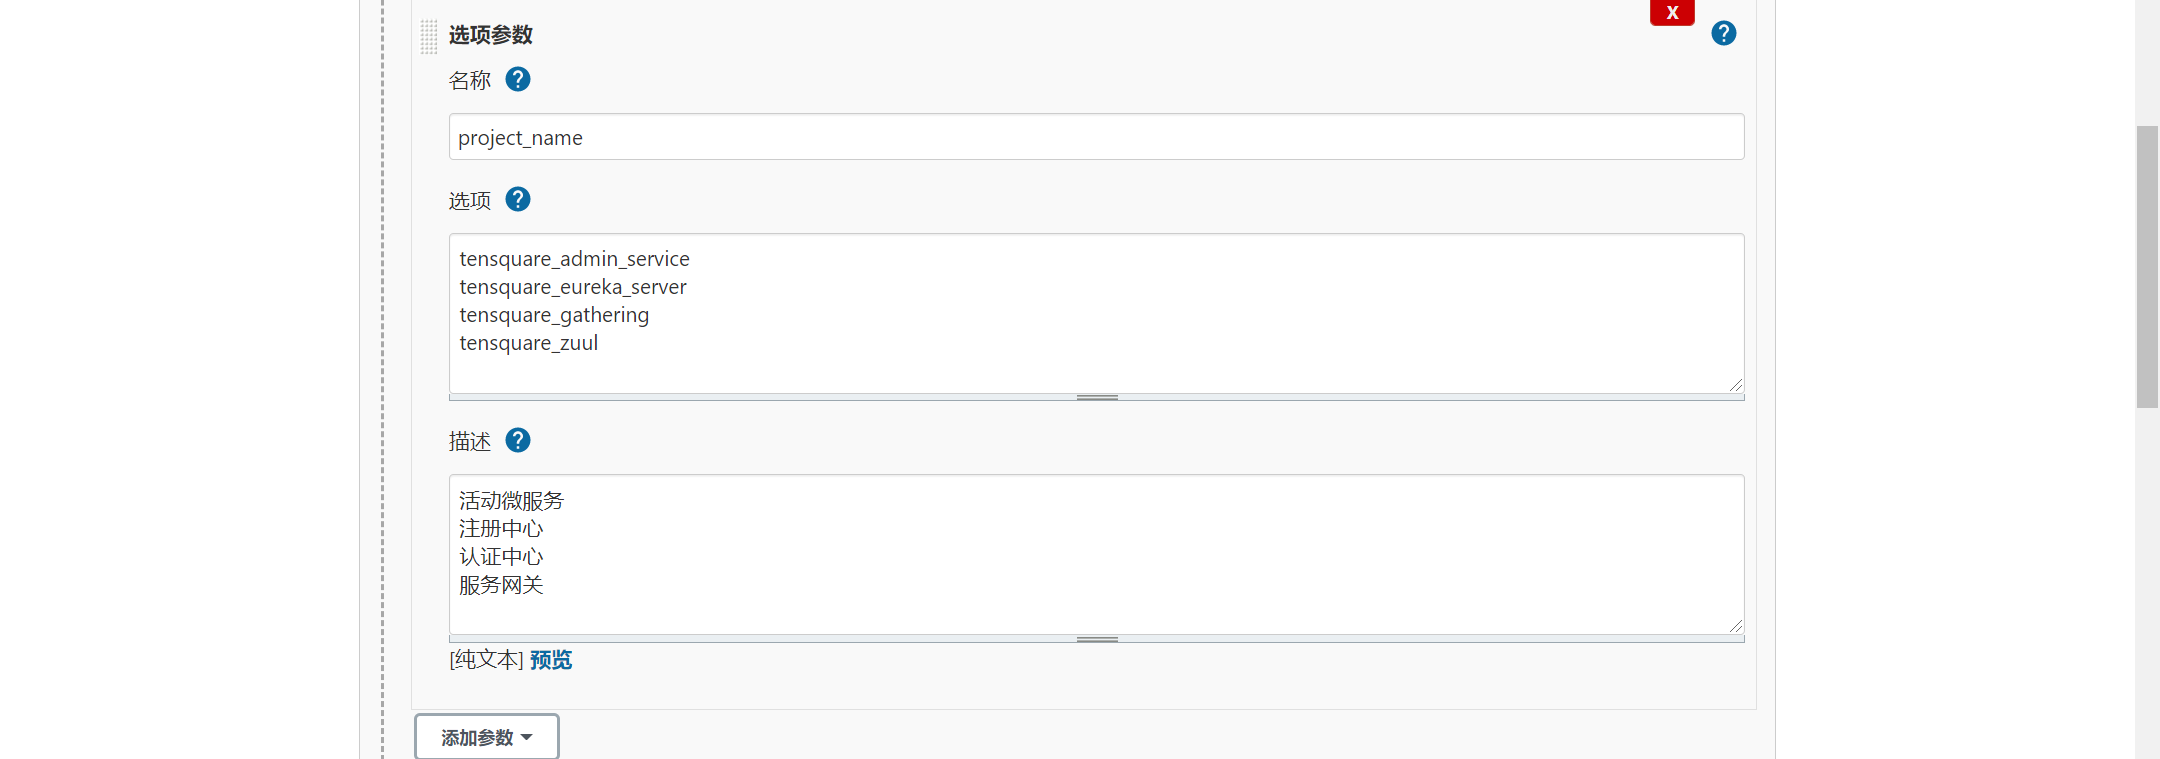 X
选项参数
?
名称 ?
project_name
选项 ?
tensquare_admin_service
tensquare_eureka_server
tensquare_gathering
tensquare_zuul
描述 ?
活动微服务
注册中心
认证中心
服务网关
[纯文本] 预览
添加参数